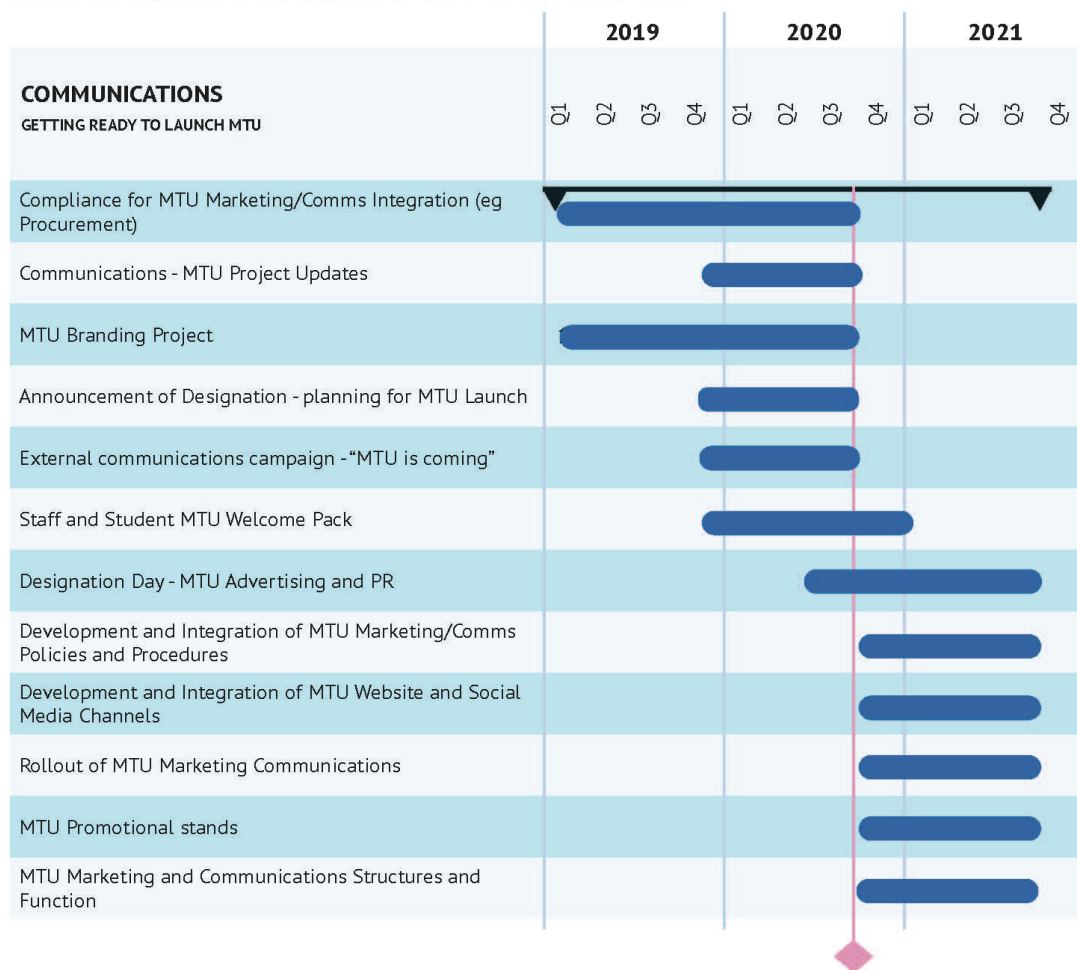 2019 2020 2021
COMMUNICATIONS
GETTING READY TO LAUNCH MTU
Q1 Q2 Q3 Q4 Q1 Q2 Q3 Q4 Q1 Q2 Q3 Q4
Compliance for MTU Marketing/Comms Integration (eg
Procurement)
Communications - MTU Project Updates
MTU Branding Project
Announcement of Designation - planning for MTU Launch
External communications campaign - “MTU is coming”
Staff and Student MTU Welcome Pack
Designation Day - MTU Advertising and PR
Development and Integration of MTU Marketing/Comms
Policies and Procedures
Development and Integration of MTU Website and Social
Media Channels
Rollout of MTU Marketing Communications
MTU Promotional stands
MTU Marketing and Communications Structures and
Function